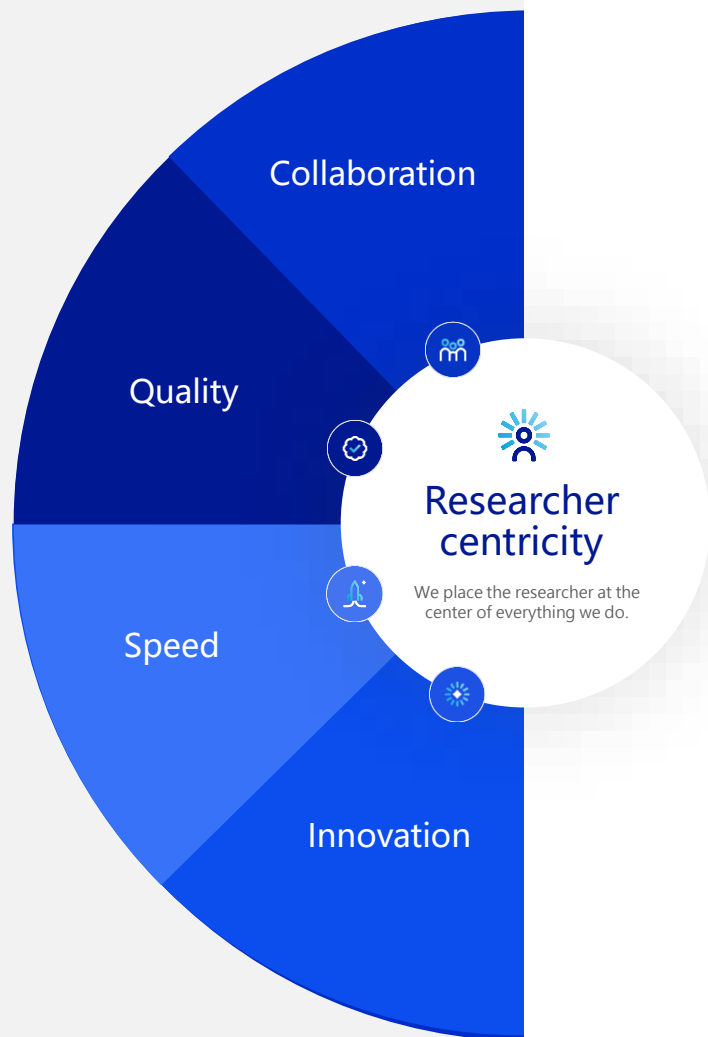 Collaboration
Quality
Researcher
centricity
We place the researcher at the
center of everything we do.
Speed
Innovation